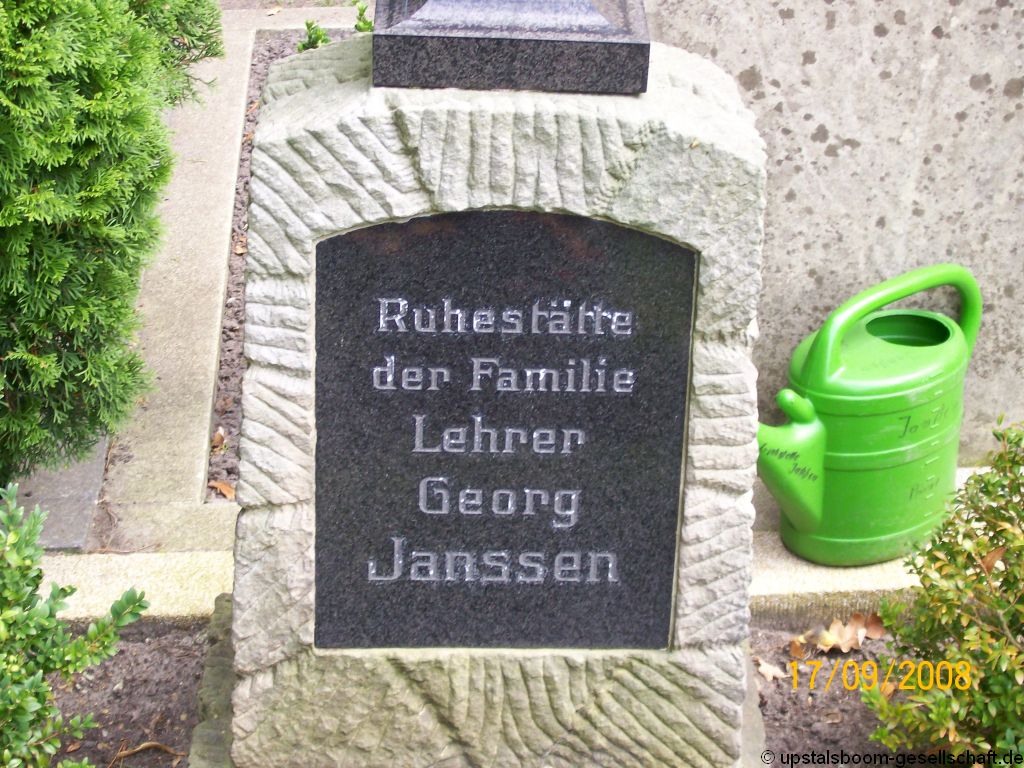 Ruhestätte
der Familie
Lehrer
Georg
Janssen
17/09/2008
© upstalsboom-gesellschaft.de